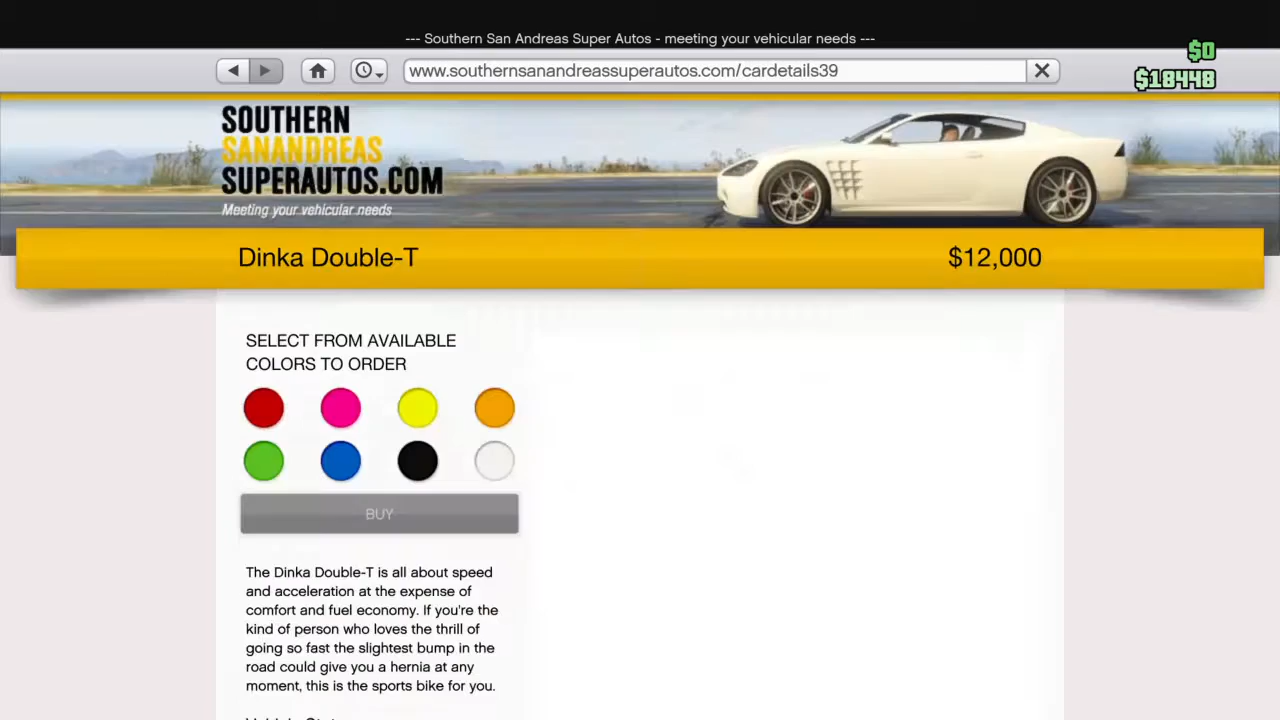 --- Southern San Andreas Super Autos - meeting your vehicular needs ---
$0
www.southernsanandreassuperautos.com/cardetails39
$18448
SOUTHERN
SANANDREAS
SUPERAUTOS.COM
Meeting your vehicular needs
Dinka Double-T
$12,000
SELECT FROM AVAILABLE
COLORS TO ORDER
BUY
The Dinka Double-T is all about speed
and acceleration at the expense of
comfort and fuel economy. If you're the
kind of person who loves the thrill of
going so fast the slightest bump in the
road could give you a hernia at any
moment, this is the sports bike for you.